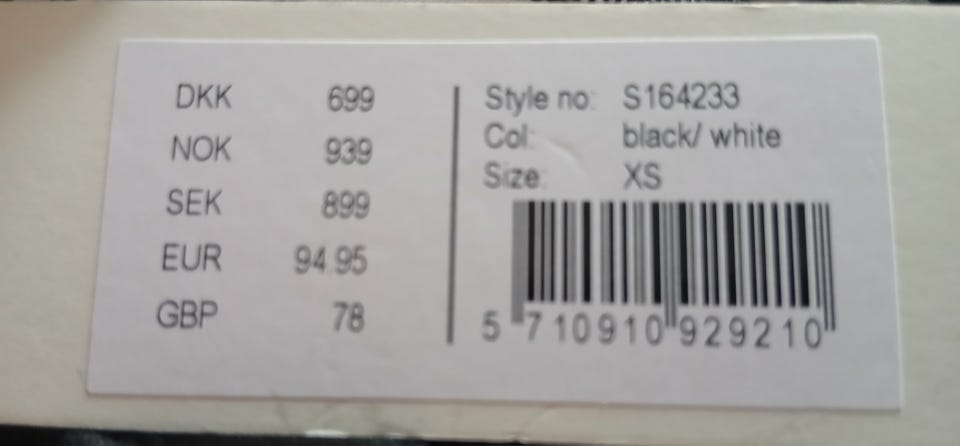 DKK 699
NOK 939
SEK 899
EUR 94.95
GBP 78
Style no: S164233
Col: black/ white
Size: XS
5 710910 929210